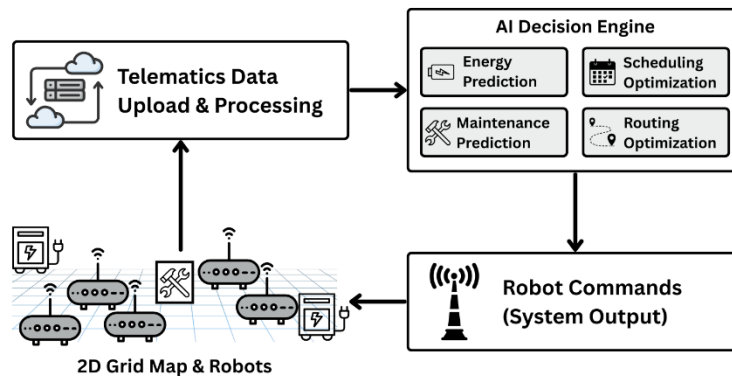 Telematics Data
Upload & Processing
AI Decision Engine
Energy
Prediction
Scheduling
Optimization
Maintenance
Prediction
Routing
Optimization
Robot Commands
(System Output)
2D Grid Map & Robots